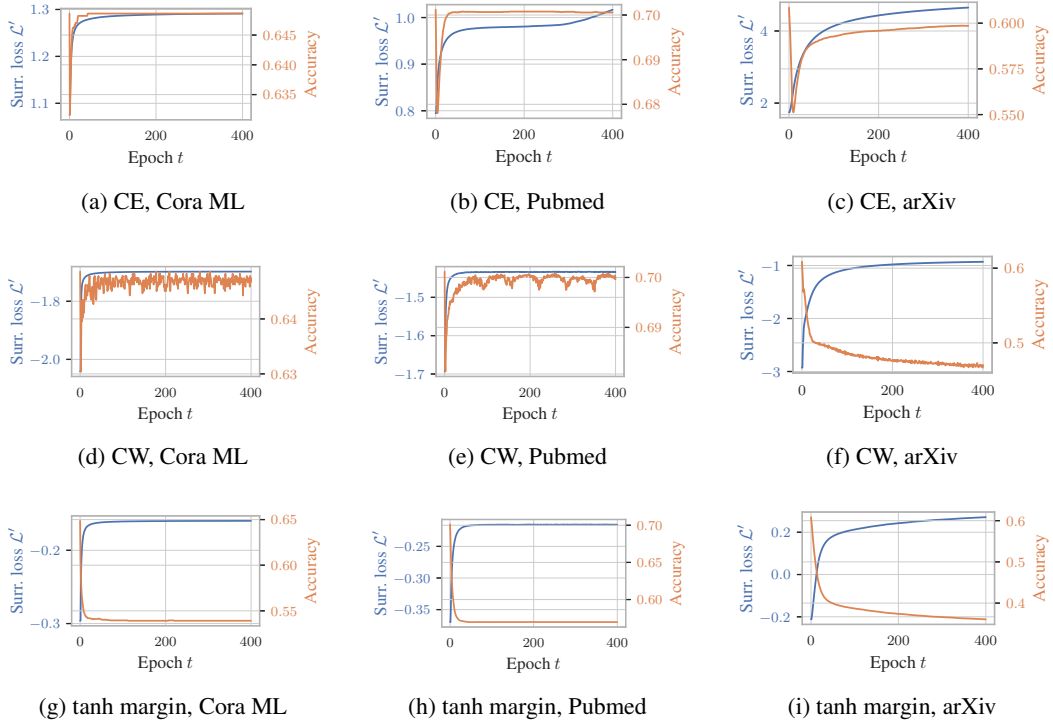 1.3
1.2
1.1
Surr. loss ℒ′
0.645
0.640
0.635
Accuracy
0 200 400
Epoch t
(a) CE, Cora ML
1.0
0.9
0.8
Surr. loss ℒ′
0.70
0.69
0.68
Accuracy
0 200 400
Epoch t
(b) CE, Pubmed
4
2
Surr. loss ℒ′
0.600
0.575
0.550
Accuracy
0 200 400
Epoch t
(c) CE, arXiv
−1.8
−2.0
Surr. loss ℒ′
0.64
0.63
Accuracy
0 200 400
Epoch t
(d) CW, Cora ML
−1.5
−1.6
−1.7
Surr. loss ℒ′
0.70
0.69
Accuracy
0 200 400
Epoch t
(e) CW, Pubmed
−1
−2
−3
Surr. loss ℒ′
0.6
0.5
Accuracy
0 200 400
Epoch t
(f) CW, arXiv
−0.2
−0.3
Surr. loss ℒ′
0.65
0.60
0.55
Accuracy
0 200 400
Epoch t
(g) tanh margin, Cora ML
−0.25
−0.30
−0.35
Surr. loss ℒ′
0.70
0.65
0.60
Accuracy
0 200 400
Epoch t
(h) tanh margin, Pubmed
0.2
0.0
−0.2
Surr. loss ℒ′
0.6
0.4
Accuracy
0 200 400
Epoch t
(i) tanh margin, arXiv